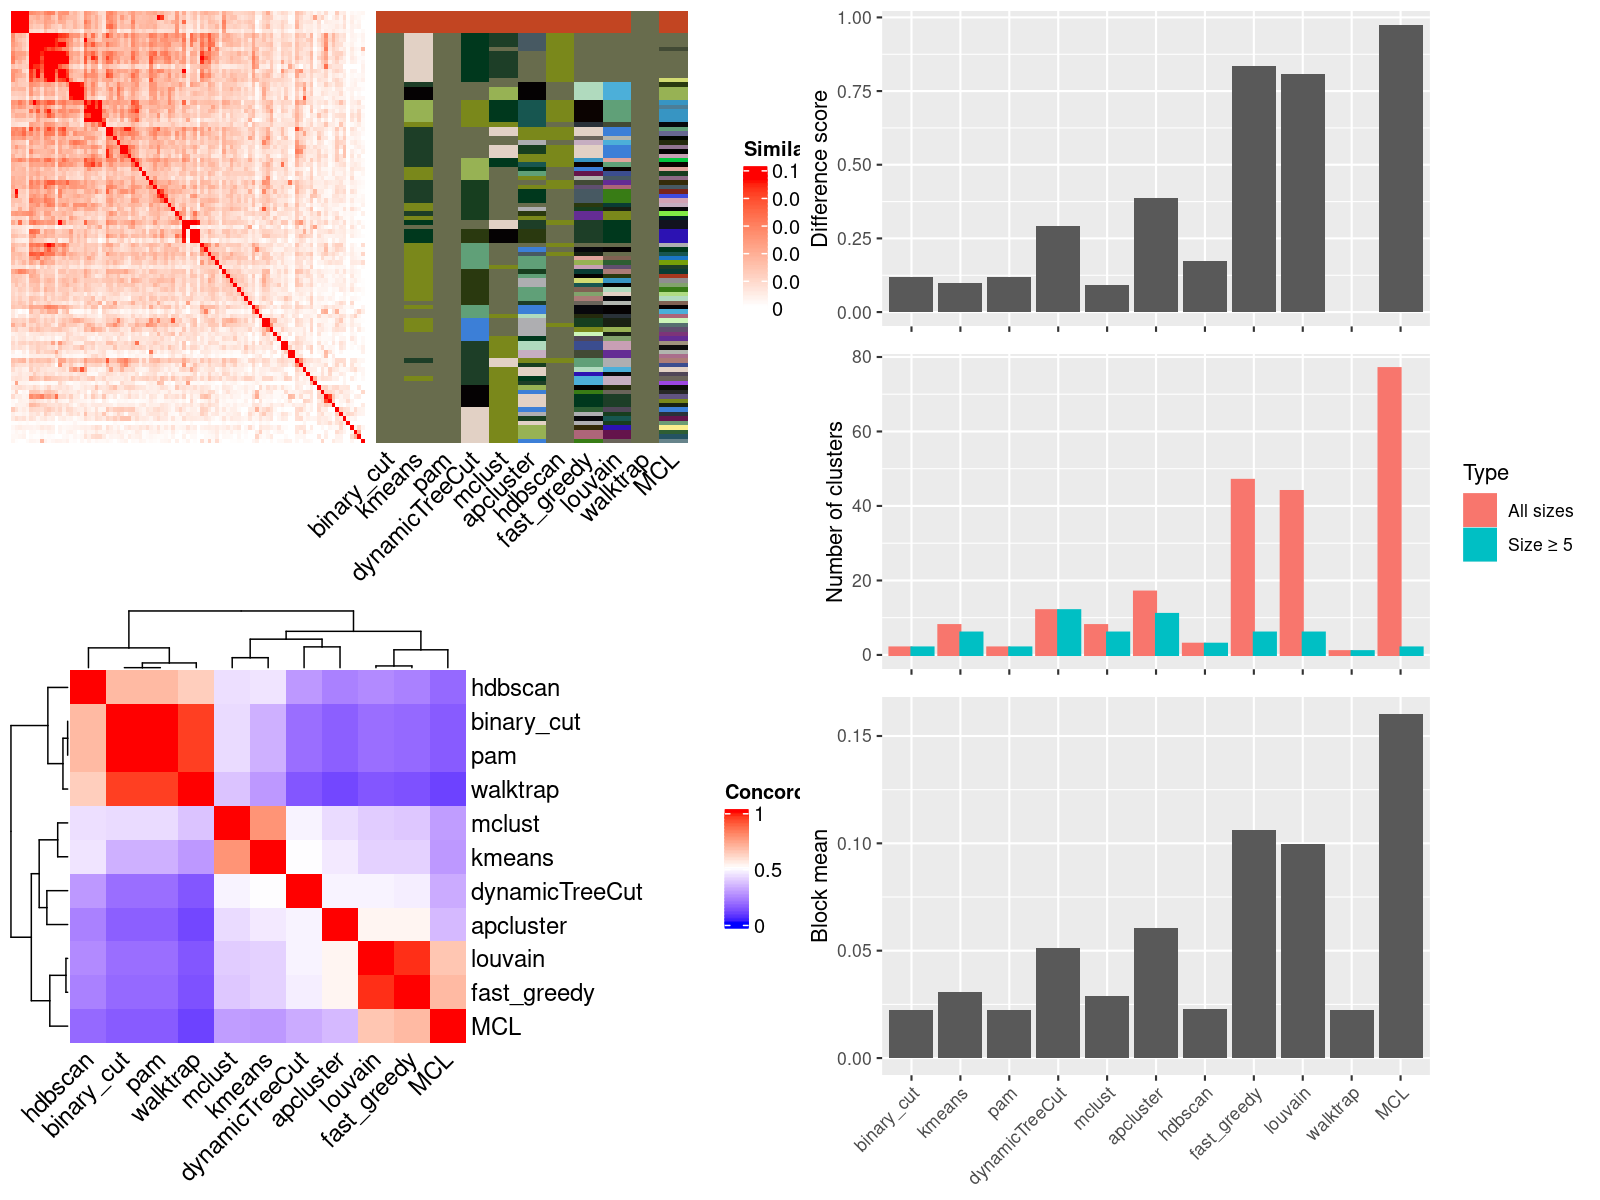 Simila
0.1
0.0
0.0
0.0
0
binary_cut
kmeans
pam
dynamicTreeCut
mclust
apcluster
hdbscan
fast_greedy
louvain
walktrap
MCL
hdbscan
binary_cut
pam
walktrap
mclust
kmeans
dynamicTreeCut
apcluster
louvain
fast_greedy
MCL
hdbscan
binary_cut
pam
walktrap
mclust
kmeans
dynamicTreeCut
apcluster
louvain
fast_greedy
MCL
Concord
1
0.5
0
Difference score
1.00
0.75
0.50
0.25
0.00
Number of clusters
80
60
40
20
0
Type
All sizes
Size ≥ 5
Block mean
0.15
0.10
0.05
0.00
binary_cut
kmeans
pam
dynamicTreeCut
mclust
apcluster
hdbscan
fast_greedy
louvain
walktrap
MCL